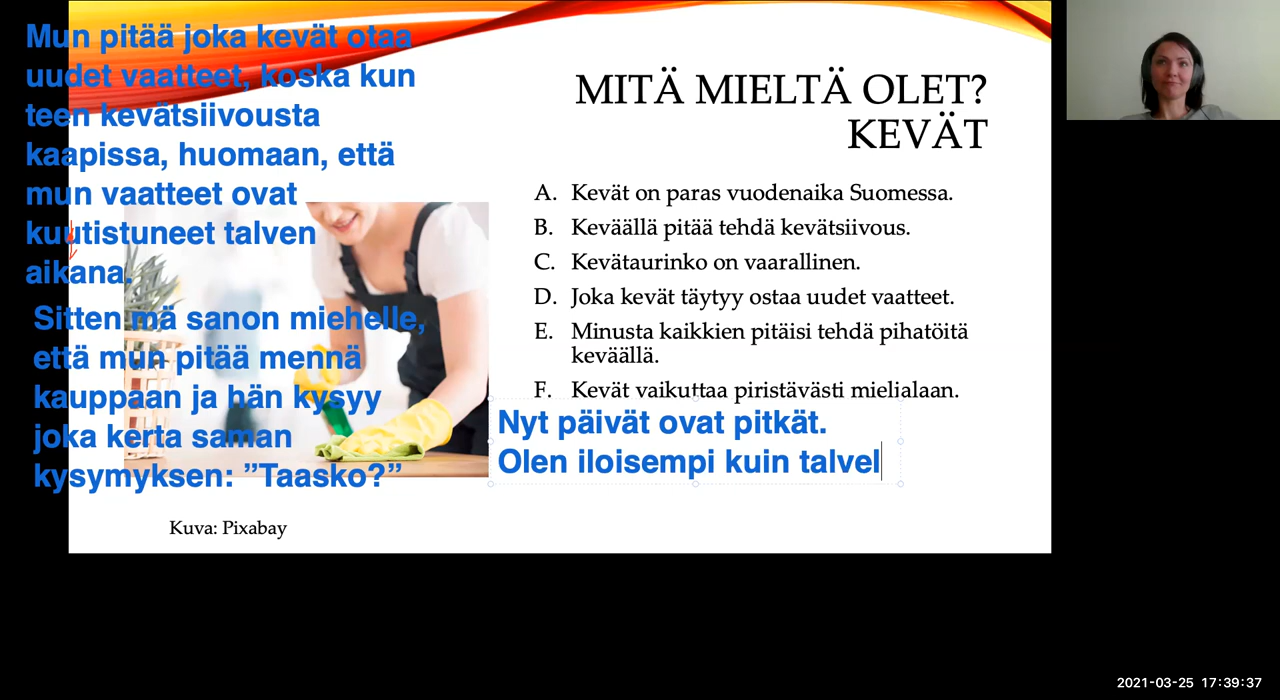 Mun pitää joka kevät otaa
uudet vaatteet, koska kun
teen kevätsiivousta
kaapissa, huomaan, että
mun vaatteet ovat
kuutistuneet talven
aikana.
Sitten mä sanon miehelle,
että mun pitää mennä
kauppaan ja hän kysyy
joka kerta saman
kysymyksen: ”Taasko?”
Kuva: Pixabay
MITÄ MIELTÄ OLET?
KEVÄT
A. Kevät on paras vuodenaika Suomessa.
B. Keväällä pitää tehdä kevätsiivous.
C. Kevätaurinko on vaarallinen.
D. Joka kevät täytyy ostaa uudet vaatteet.
E. Minusta kaikkien pitäisi tehdä pihatöitä
keväällä.
F. Kevät vaikuttaa piristävästi mielialaan.
Nyt päivät ovat pitkät.
Olen iloisempi kuin talvel
2021-03-25 17:39:37